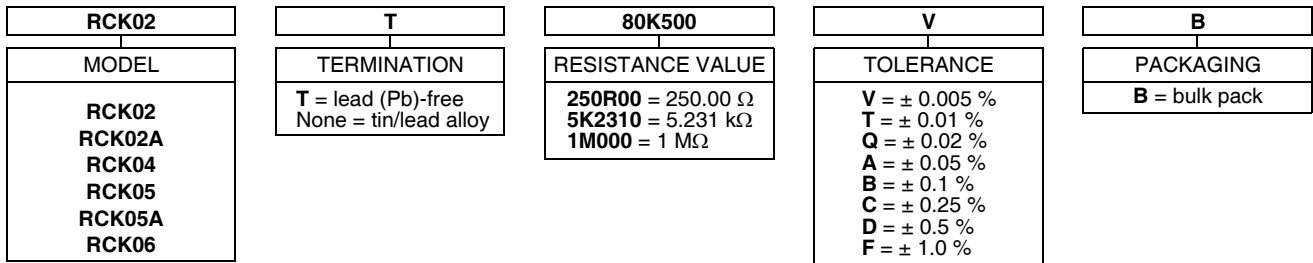 RCK02
MODEL
RCK02
RCK02A
RCK04
RCK05
RCK05A
RCK06
T
TERMINATION
T = lead (Pb)-free
None = tin/lead alloy
80K500
RESISTANCE VALUE
250R00 = 250.00 Ω
5K2310 = 5.231 kΩ
1M000 = 1 MΩ
V
TOLERANCE
V = ± 0.005 %
T = ± 0.01 %
Q = ± 0.02 %
A = ± 0.05 %
B = ± 0.1 %
C = ± 0.25 %
D = ± 0.5 %
F = ± 1.0 %
B
PACKAGING
B = bulk pack